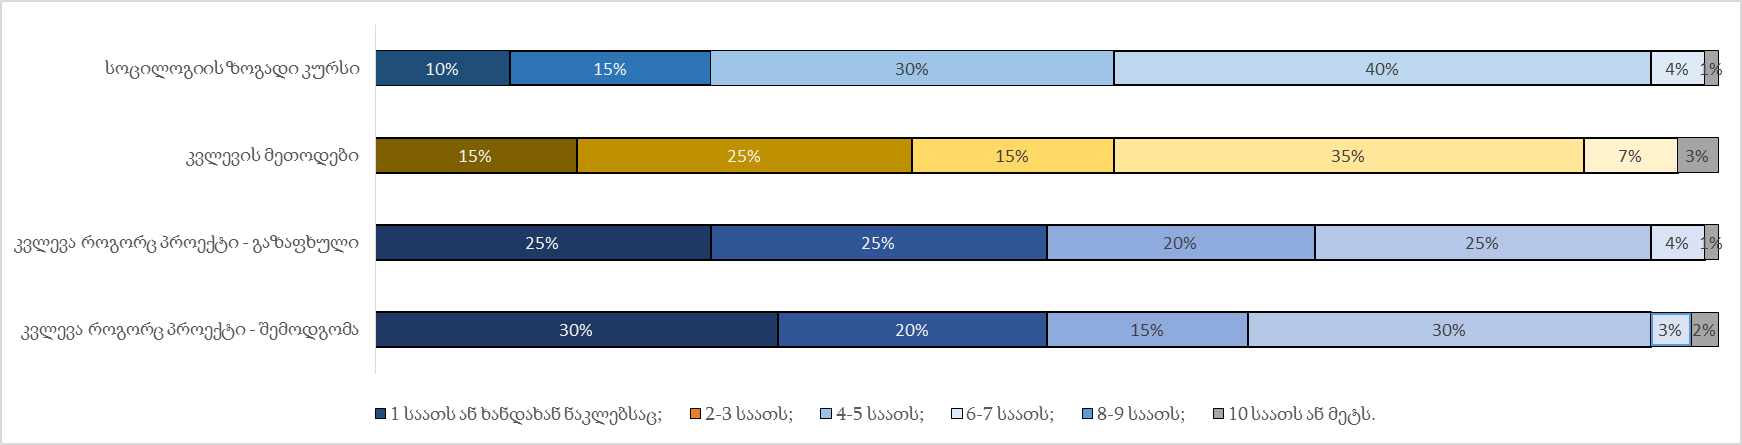 სოცილოგიის ზოგადი კურსი
10% 15% 30% 40% 4% 1%
კვლევის მეთოდები
15% 25% 15% 35% 7% 3%
კვლევა როგორც პროექტი - გაზაფხული
25% 25% 20% 25% 4% 1%
კვლევა როგორც პროექტი - შემოდგომა
30% 20% 15% 30% 3% 2%
1 საათს ან ხანდახან ნაკლებსაც; 2-3 საათს; 4-5 საათს; 6-7 საათს; 8-9 საათს; 10 საათს ან მეტს.